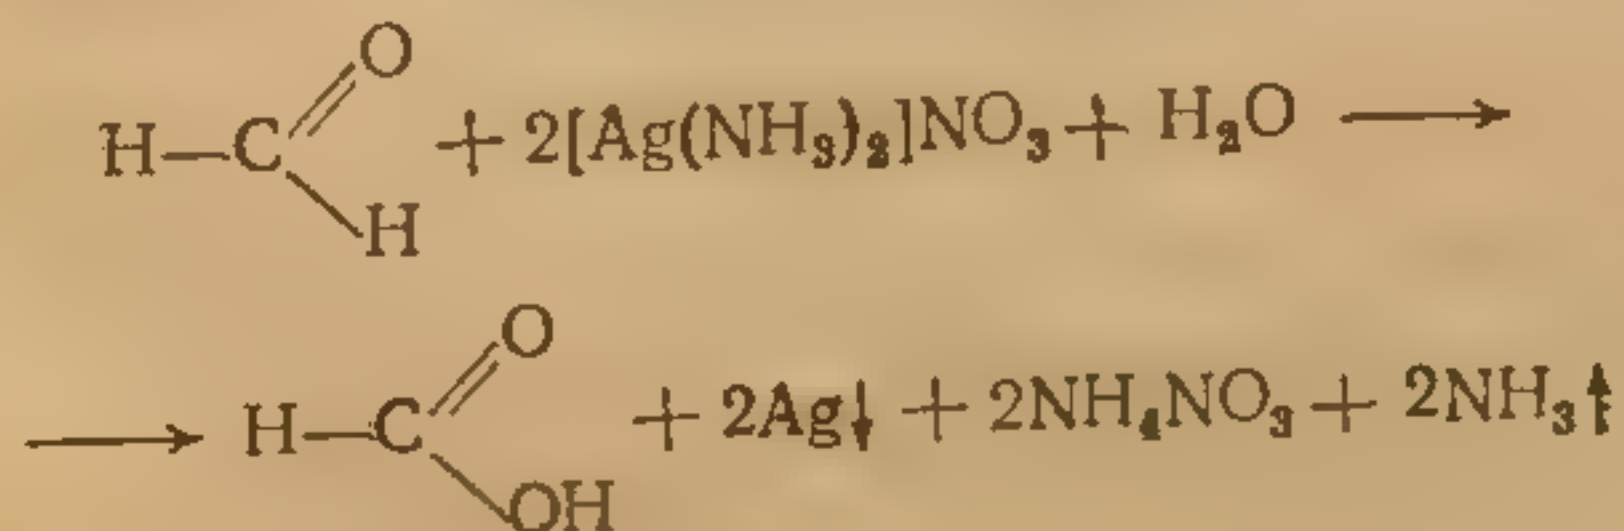 O
H—C + 2[Ag(NH₃)₂]NO₃ + H₂O ⟶
H
O
⟶ H—C + 2Ag↓ + 2NH₄NO₃ + 2NH₃↑
OH